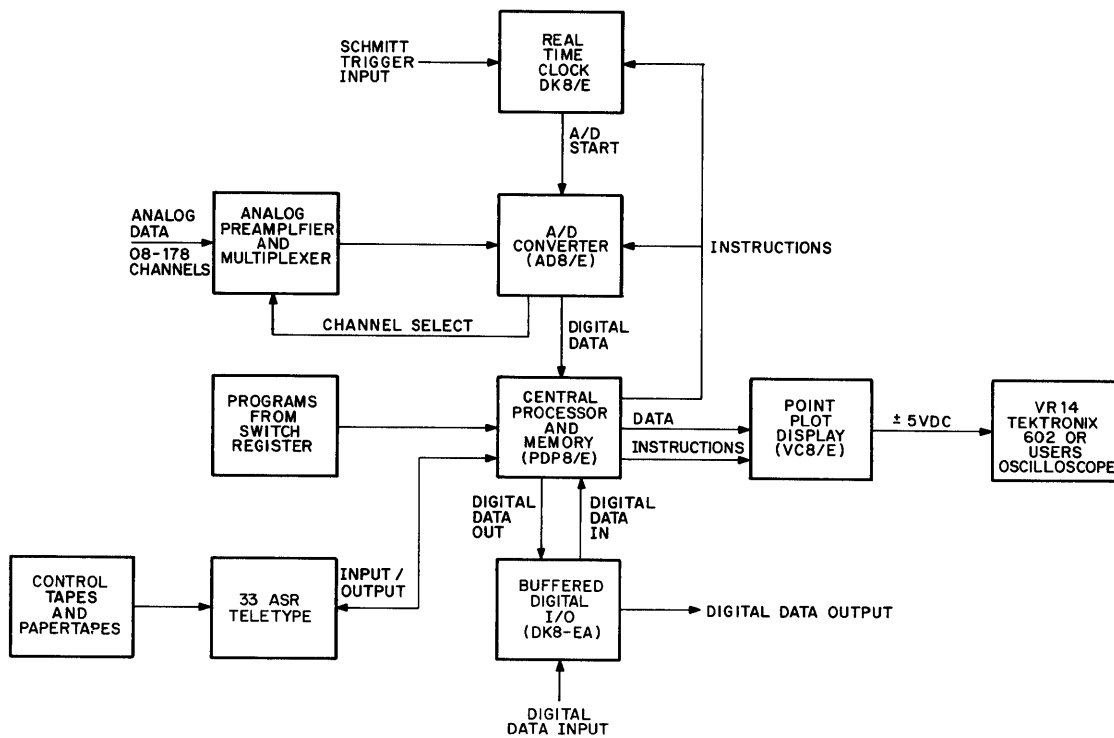 SCHMITT
TRIGGER
INPUT
REAL
TIME
CLOCK
DK8/E
A/D
START
ANALOG
DATA
08-178
CHANNELS
ANALOG
PREAMPLFIER
AND
MULTIPLEXER
A/D
CONVERTER
(AD8/E)
INSTRUCTIONS
CHANNEL SELECT
DIGITAL
DATA
PROGRAMS
FROM
SWITCH
REGISTER
CENTRAL
PROCESSOR
AND
MEMORY
(PDP8/E)
DATA
INSTRUCTIONS
POINT
PLOT
DISPLAY
(VC8/E)
± 5VDC
VR14
TEKTRONIX
602 OR
USERS
OSCILLOSCOPE
DIGITAL
DATA
OUT
DIGITAL
DATA
IN
CONTROL
TAPES
AND
PAPERTAPES
33 ASR
TELETYPE
INPUT/
OUTPUT
BUFFERED
DIGITAL
I/O
(DK8-EA)
DIGITAL DATA OUTPUT
DIGITAL
DATA INPUT